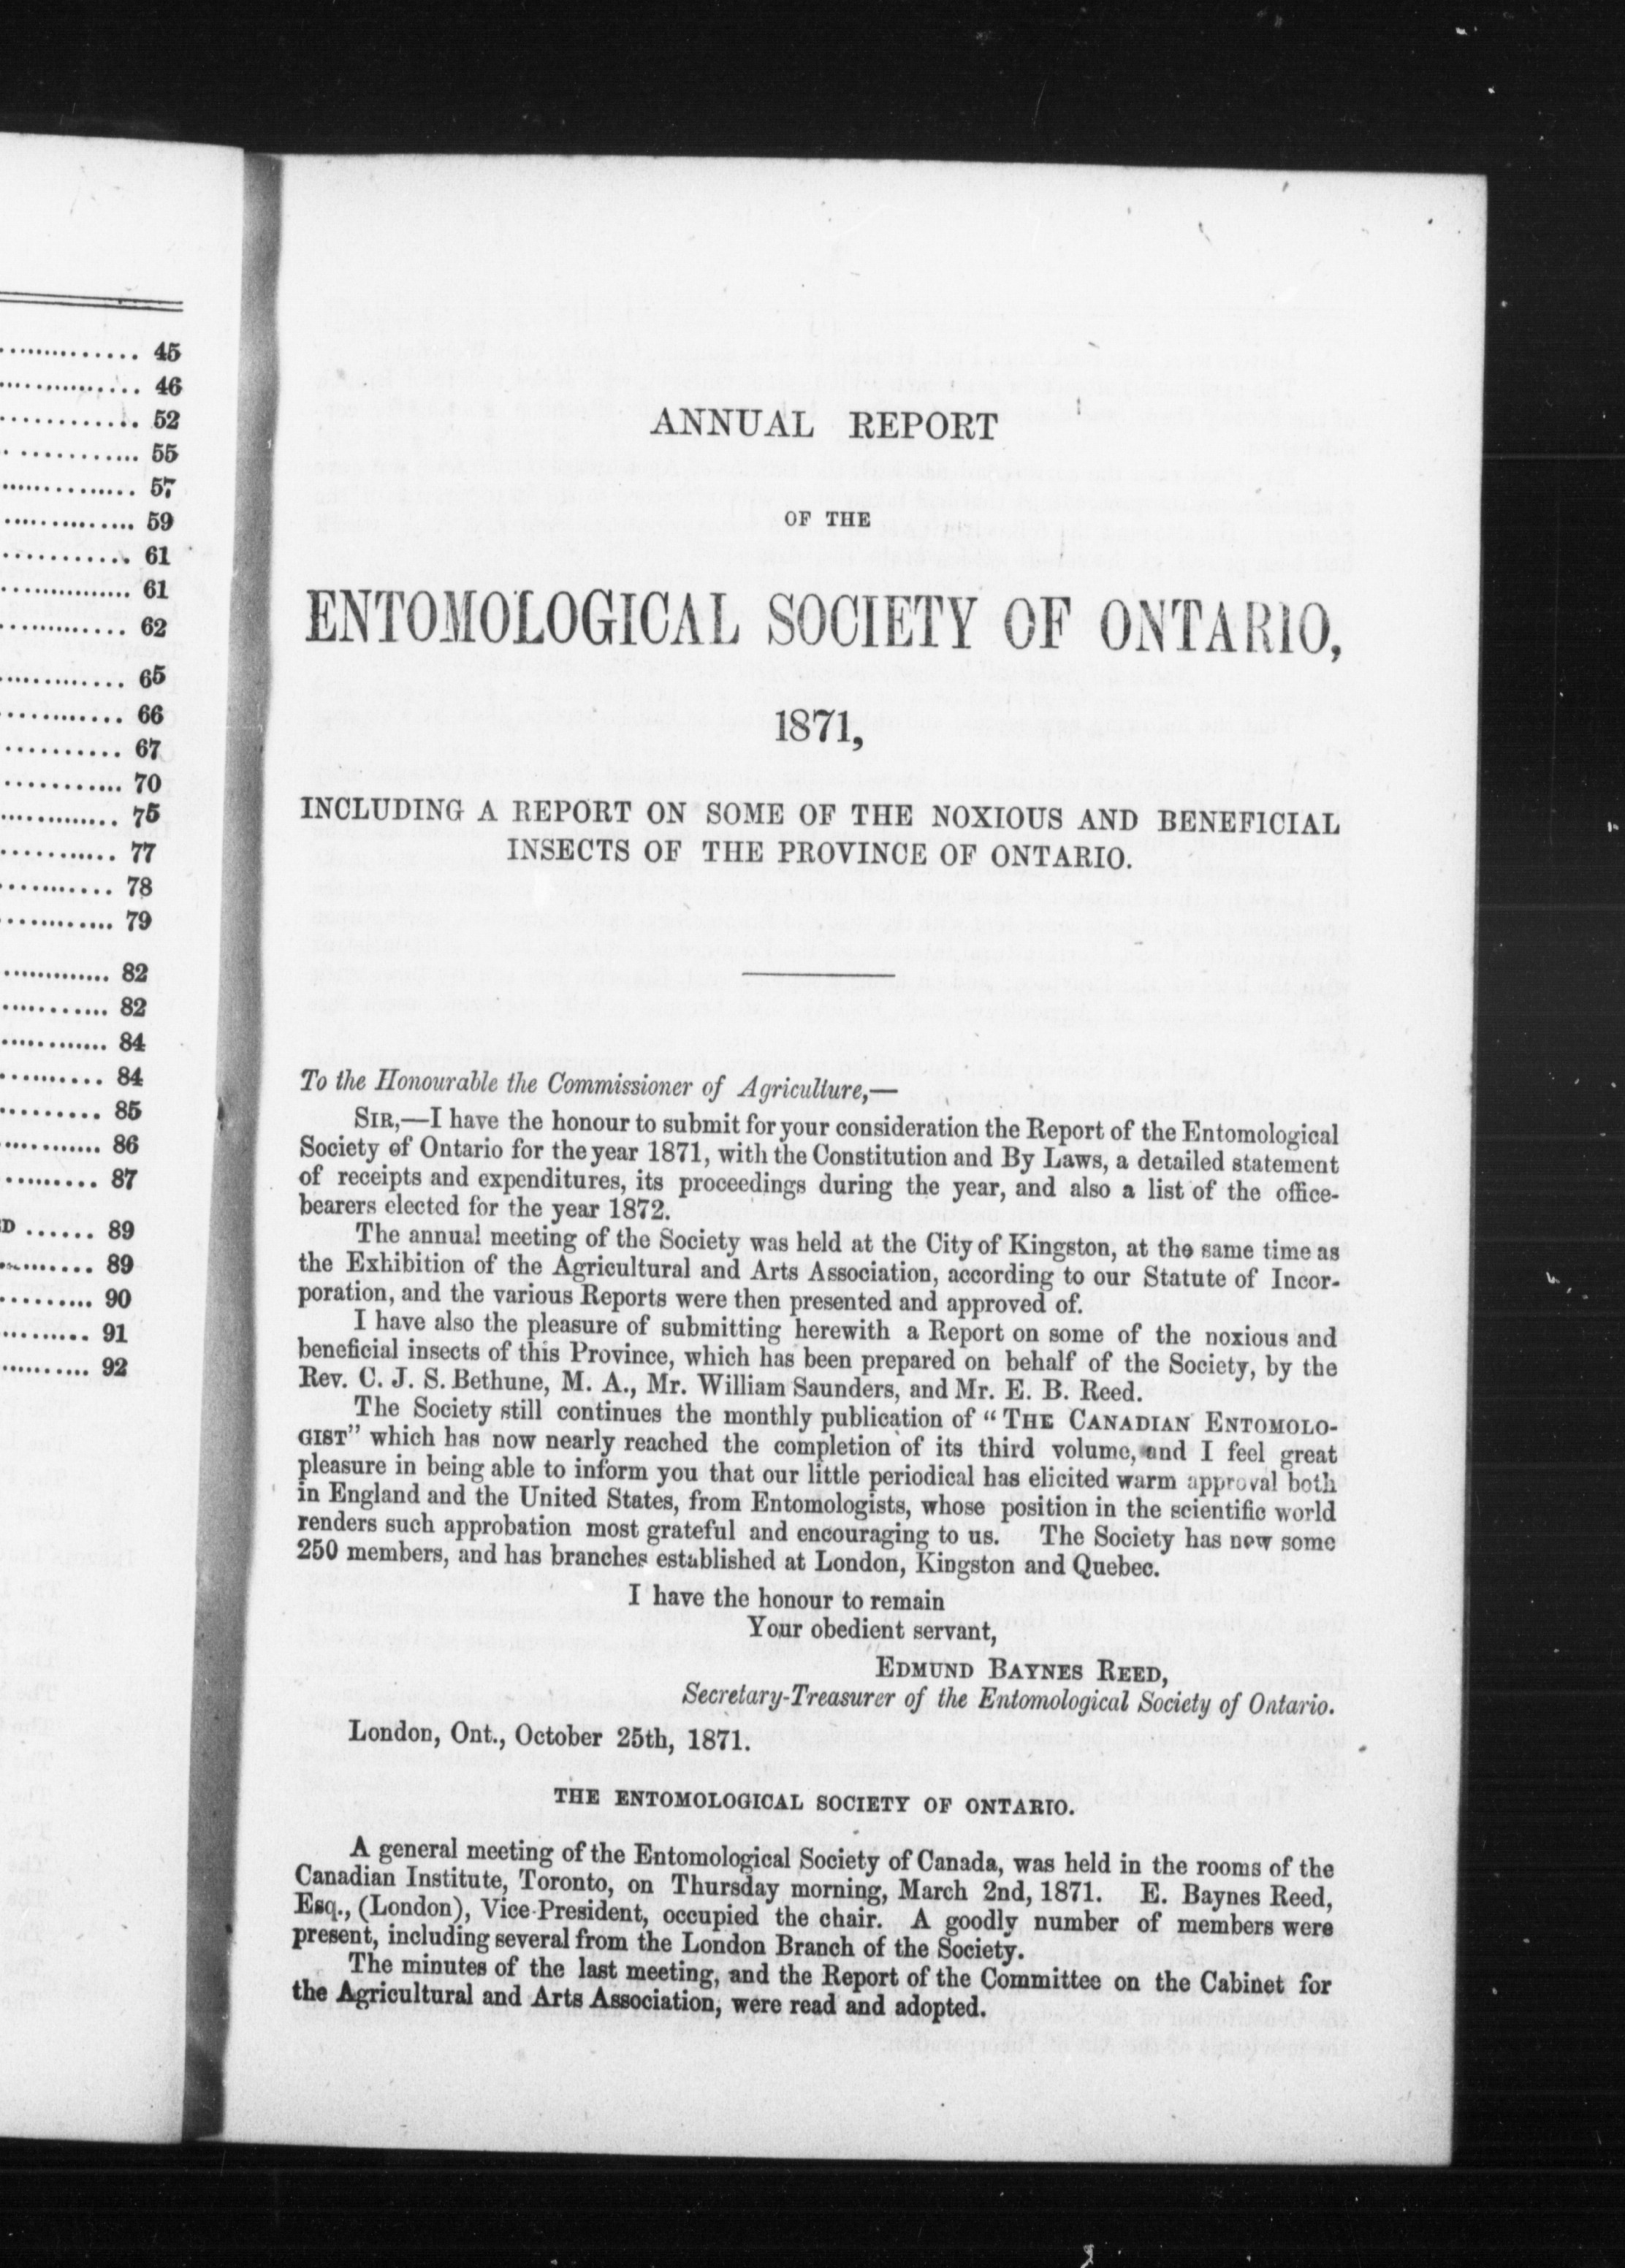 45
46
52
55
57
59
61
61
62
65
66
67
70
75
77
78
79
82
82
84
84
85
86
87
D ...... 89
89
90
91
92
ANNUAL REPORT
OF THE
ENTOMOLOGICAL SOCIETY OF ONTARIO,
1871,
INCLUDING A REPORT ON SOME OF THE NOXIOUS AND BENEFICIAL
INSECTS OF THE PROVINCE OF ONTARIO.
To the Honourable the Commissioner of Agriculture,—
SIR,—I have the honour to submit for your consideration the Report of the Entomological
Society of Ontario for the year 1871, with the Constitution and By Laws, a detailed statement
of receipts and expenditures, its proceedings during the year, and also a list of the office-
bearers elected for the year 1872.
The annual meeting of the Society was held at the City of Kingston, at the same time as
the Exhibition of the Agricultural and Arts Association, according to our Statute of Incor-
poration, and the various Reports were then presented and approved of.
I have also the pleasure of submitting herewith a Report on some of the noxious and
beneficial insects of this Province, which has been prepared on behalf of the Society, by the
Rev. C. J. S. Bethune, M. A., Mr. William Saunders, and Mr. E. B. Reed.
The Society still continues the monthly publication of "THE CANADIAN ENTOMOLO-
GIST" which has now nearly reached the completion of its third volume, and I feel great
pleasure in being able to inform you that our little periodical has elicited warm approval both
in England and the United States, from Entomologists, whose position in the scientific world
renders such approbation most grateful and encouraging to us. The Society has now some
250 members, and has branches established at London, Kingston and Quebec.
I have the honour to remain
Your obedient servant,
EDMUND BAYNES REED,
Secretary-Treasurer of the Entomological Society of Ontario.
London, Ont., October 25th, 1871.
THE ENTOMOLOGICAL SOCIETY OF ONTARIO.
A general meeting of the Entomological Society of Canada, was held in the rooms of the
Canadian Institute, Toronto, on Thursday morning, March 2nd, 1871. E. Baynes Reed,
Esq., (London), Vice-President, occupied the chair. A goodly number of members were
present, including several from the London Branch of the Society.
The minutes of the last meeting, and the Report of the Committee on the Cabinet for
the Agricultural and Arts Association, were read and adopted.